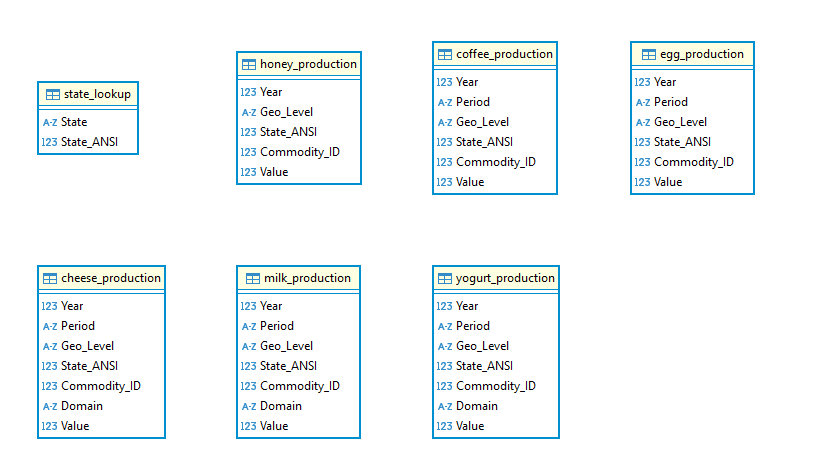 state_lookup
A-Z State
123 State_ANSI
honey_production
123 Year
A-Z Geo_Level
123 State_ANSI
123 Commodity_ID
123 Value
coffee_production
123 Year
A-Z Period
A-Z Geo_Level
123 State_ANSI
123 Commodity_ID
123 Value
egg_production
123 Year
A-Z Period
A-Z Geo_Level
123 State_ANSI
123 Commodity_ID
123 Value
cheese_production
123 Year
A-Z Period
A-Z Geo_Level
123 State_ANSI
123 Commodity_ID
A-Z Domain
123 Value
milk_production
123 Year
A-Z Period
A-Z Geo_Level
123 State_ANSI
123 Commodity_ID
A-Z Domain
123 Value
yogurt_production
123 Year
A-Z Period
A-Z Geo_Level
123 State_ANSI
123 Commodity_ID
A-Z Domain
123 Value